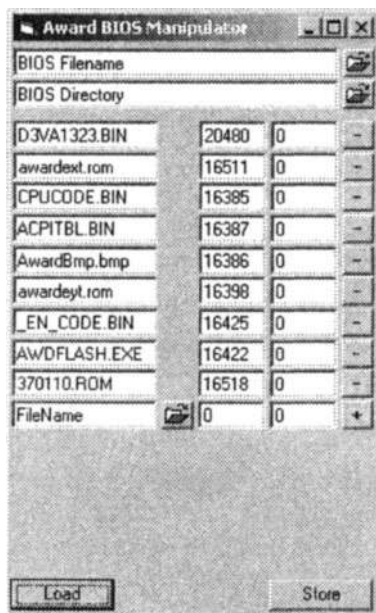 Award BIOS Manipulator
BIOS Filename
BIOS Directory
D3VA1323.BIN 20480 0 -
awardext.rom 16511 0 -
CPUCODE.BIN 16385 0 -
ACPITBL.BIN 16387 0 -
AwardBmp.bmp 16386 0 -
awardeyt.rom 16398 0 -
_EN_CODE.BIN 16425 0 -
AWDFLASH.EXE 16422 0 -
370110.ROM 16518 0 -
FileName 0 0 +
Load Store